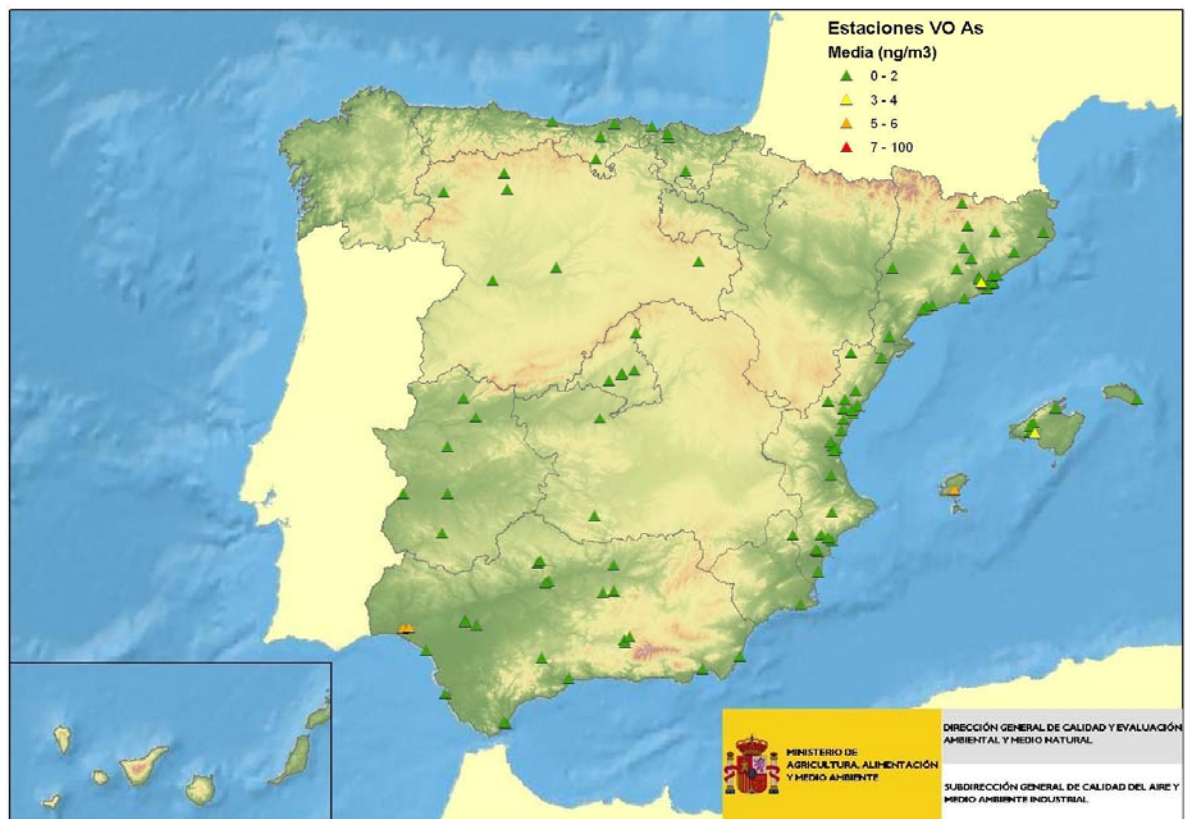 Estaciones VO As
Media (ng/m3)
0 - 2
3 - 4
5 - 6
7 - 100
MINISTERIO DE
AGRICULTURA, ALIMENTACIÓN
Y MEDIO AMBIENTE
DIRECCIÓN GENERAL DE CALIDAD Y EVALUACIÓN
AMBIENTAL Y MEDIO NATURAL
SUBDIRECCIÓN GENERAL DE CALIDAD DEL AIRE Y
MEDIO AMBIENTE INDUSTRIAL